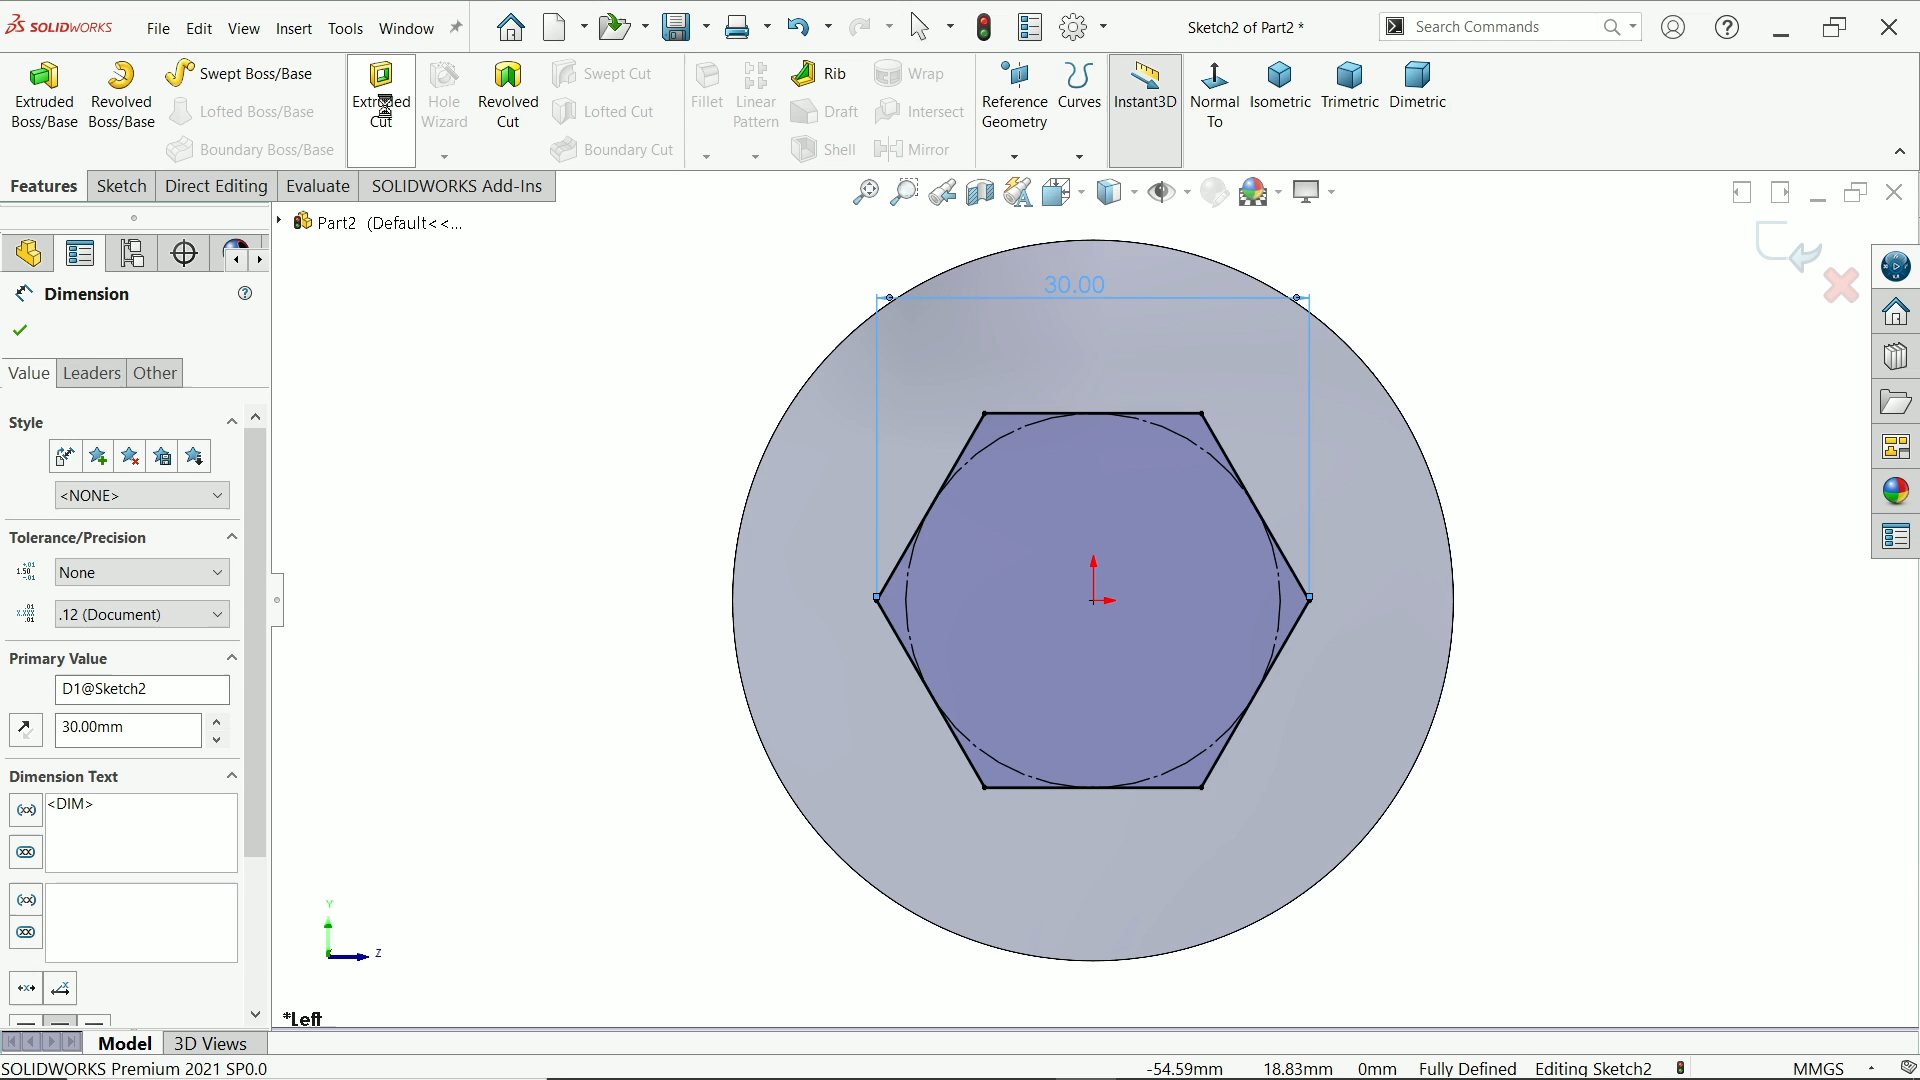 SOLIDWORKS
File
Edit
View
Insert
Tools
Window
Sketch2 of Part2 *
Search Commands
Extruded Boss/Base
Revolved Boss/Base
Swept Boss/Base
Lofted Boss/Base
Boundary Boss/Base
Extruded Cut
Hole Wizard
Revolved Cut
Swept Cut
Lofted Cut
Boundary Cut
Fillet
Linear Pattern
Rib
Draft
Shell
Wrap
Intersect
Mirror
Reference Geometry
Curves
Instant3D
Normal To
Isometric
Trimetric
Dimetric
Features
Sketch
Direct Editing
Evaluate
SOLIDWORKS Add-Ins
Part2 (Default<<...
Dimension
Value
Leaders
Other
Style
<NONE>
Tolerance/Precision
None
.12 (Document)
Primary Value
D1@Sketch2
30.00mm
Dimension Text
<DIM>
30.00
Y
Z
*Left
Model
3D Views
SOLIDWORKS Premium 2021 SP0.0
-54.59mm
18.83mm
0mm
Fully Defined
Editing Sketch2
MMGS